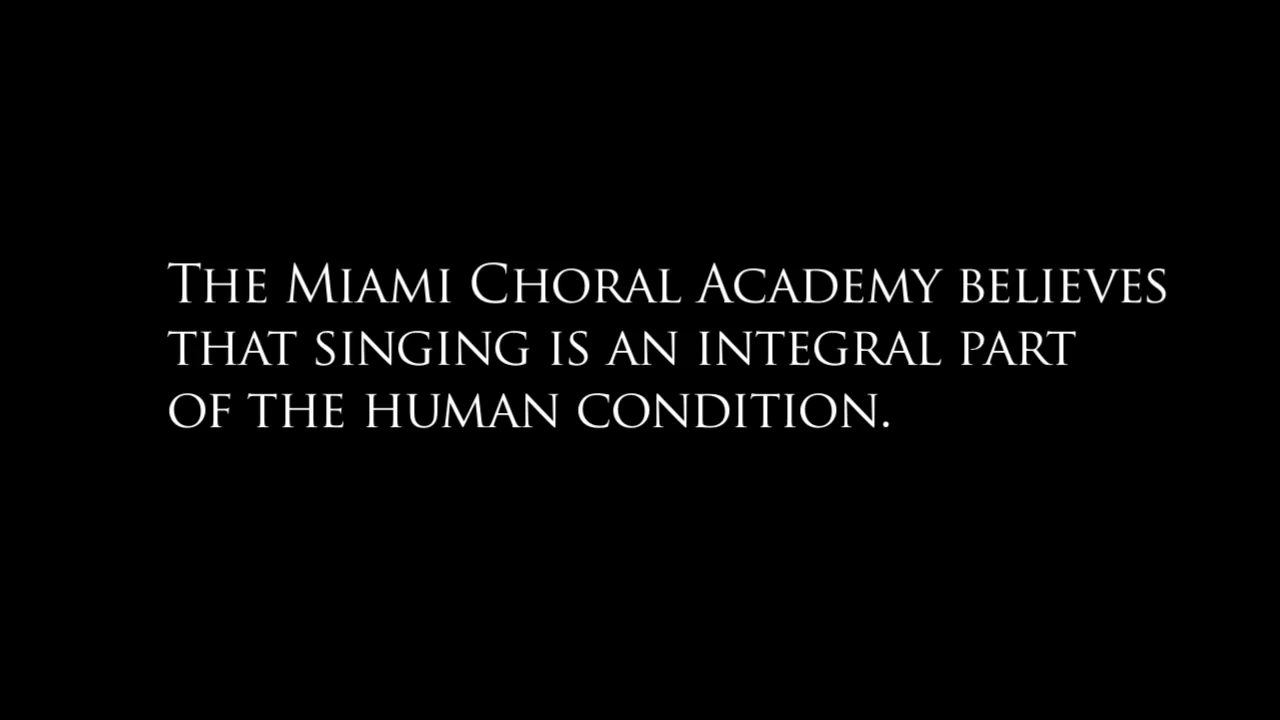 The Miami Choral Academy believes
that singing is an integral part
of the human condition.